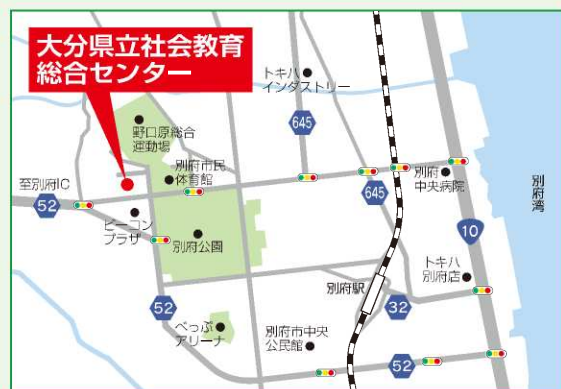 大分県立社会教育
総合センター
トキハ
インダストリー
野口原総合
運動場
645
別府市民
体育館
至別府IC
52
別府
中央病院
645
別府湾
ビーコン
プラザ
別府公園
10
トキハ
別府店
別府駅
32
52
べっぷ
アリーナ
別府市中央
公民館
52